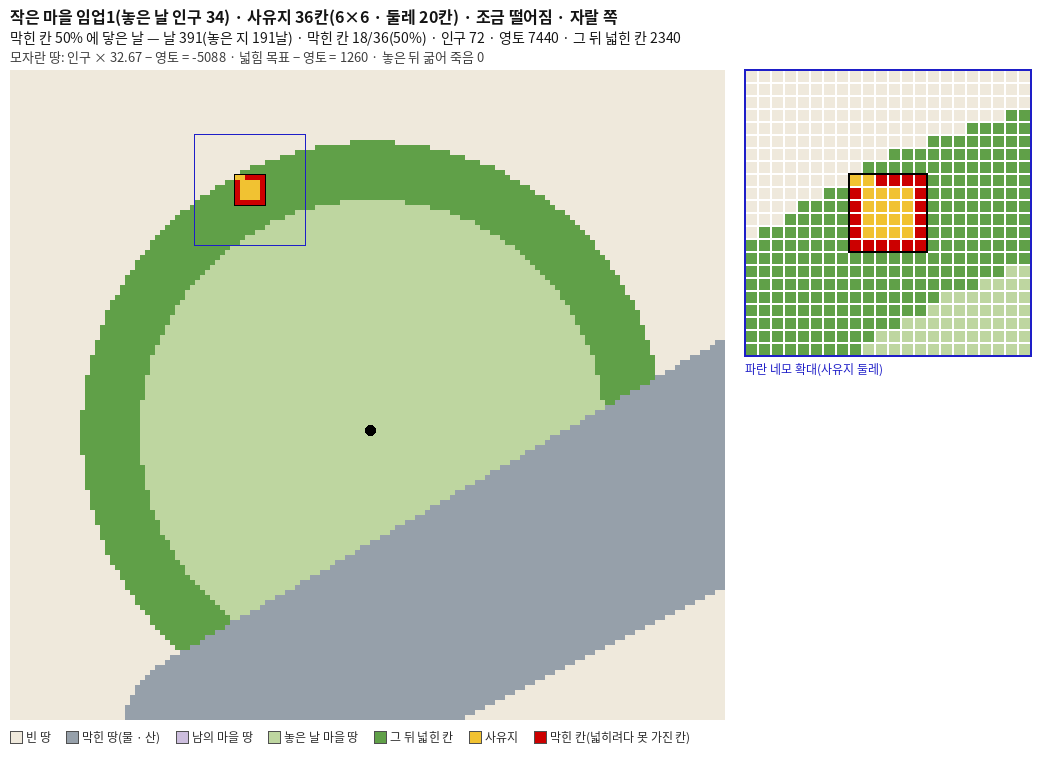 작은 마을 임업1(놓은 날 인구 34) · 사유지 36칸(6×6 · 둘레 20칸) · 조금 떨어짐 · 자랄 쪽
막힌 칸 50% 에 닿은 날 — 날 391(놓은 지 191날) · 막힌 칸 18/36(50%) · 인구 72 · 영토 7440 · 그 뒤 넓힌 칸 2340
모자란 땅: 인구 × 32.67 − 영토 = -5088 · 넓힘 목표 − 영토 = 1260 · 놓은 뒤 굶어 죽음 0
파란 네모 확대(사유지 둘레)
빈 땅 막힌 땅(물 · 산) 남의 마을 땅 놓은 날 마을 땅 그 뒤 넓힌 칸 사유지 막힌 칸(넓히려다 못 가진 칸)